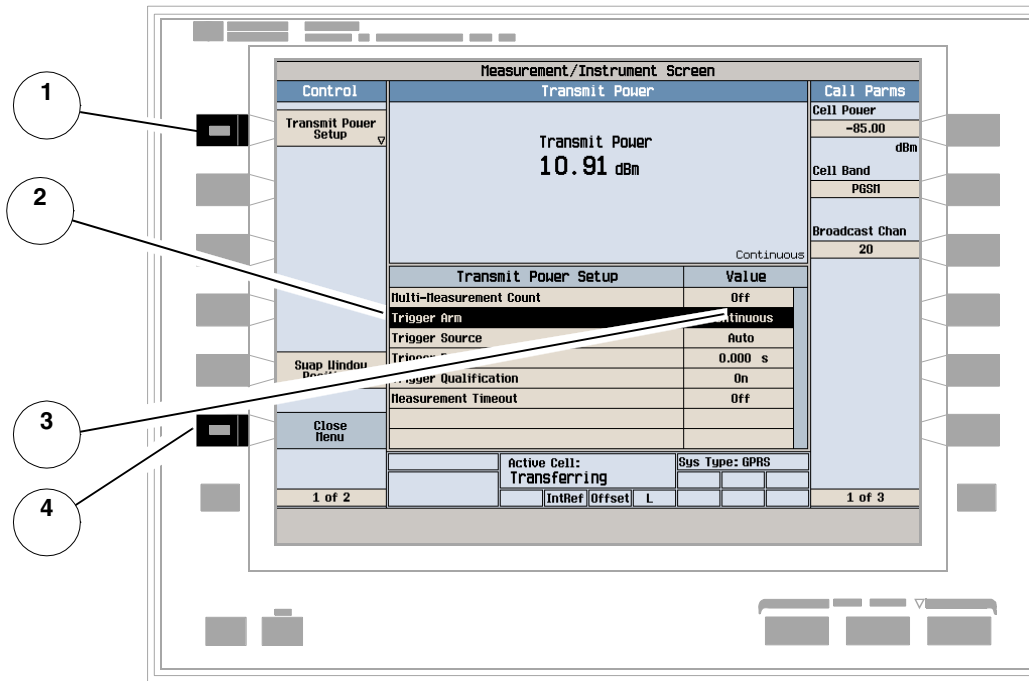 1
2
3
4
Measurement/Instrument Screen
Control
Transmit Power
Setup
Swap Window
Close
Menu
1 of 2
Transmit Power
Transmit Power
10.91 dBm
Continuous
Transmit Power Setup Value
Multi-Measurement Count Off
Trigger Arm
Trigger Source Auto
0.000 s
Trigger Qualification On
Measurement Timeout Off
Active Cell:
Transferring
Sys Type: GPRS
IntRef Offset L
Call Parms
Cell Power
-85.00
dBm
Cell Band
PGSM
Broadcast Chan
20
1 of 3